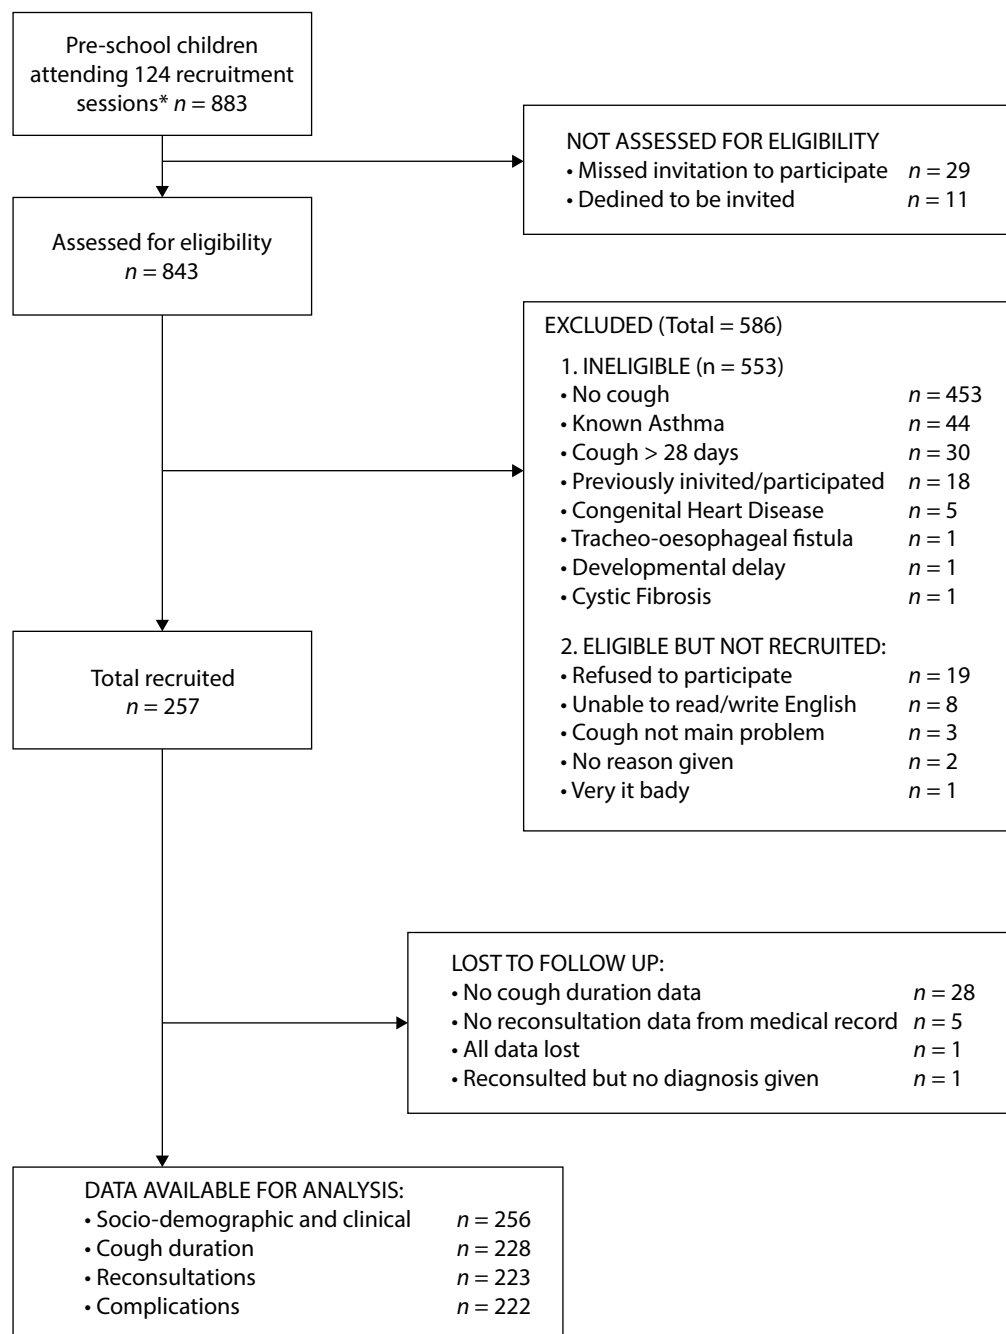 Pre-school children
attending 124 recruitment
sessions* n = 883
NOT ASSESSED FOR ELIGIBILITY
• Missed invitation to participate n = 29
• Dedined to be invited n = 11
Assessed for eligibility
n = 843
EXCLUDED (Total = 586)
1. INELIGIBLE (n = 553)
• No cough n = 453
• Known Asthma n = 44
• Cough > 28 days n = 30
• Previously inivited/participated n = 18
• Congenital Heart Disease n = 5
• Tracheo-oesophageal fistula n = 1
• Developmental delay n = 1
• Cystic Fibrosis n = 1
2. ELIGIBLE BUT NOT RECRUITED:
• Refused to participate n = 19
• Unable to read/write English n = 8
• Cough not main problem n = 3
• No reason given n = 2
• Very it bady n = 1
Total recruited
n = 257
LOST TO FOLLOW UP:
• No cough duration data n = 28
• No reconsultation data from medical record n = 5
• All data lost n = 1
• Reconsulted but no diagnosis given n = 1
DATA AVAILABLE FOR ANALYSIS:
• Socio-demographic and clinical n = 256
• Cough duration n = 228
• Reconsultations n = 223
• Complications n = 222